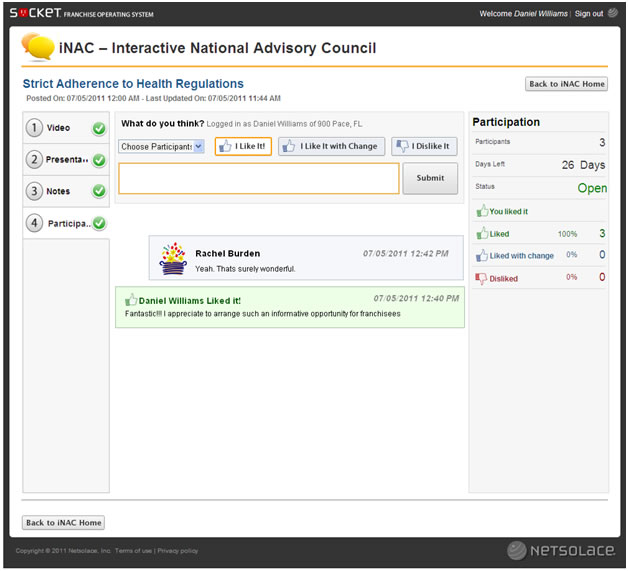 SOCKET FRANCHISE OPERATING SYSTEM
Welcome Daniel Williams | Sign out
iNAC – Interactive National Advisory Council
Strict Adherence to Health Regulations
Back to iNAC Home
Posted On: 07/05/2011 12:00 AM - Last Updated On: 07/05/2011 11:44 AM
1 Video
2 Presenta..
3 Notes
4 Participa..
What do you think? Logged in as Daniel Williams of 900 Pace, FL
Choose Participants
I Like It!
I Like It with Change
I Dislike It
Submit
Rachel Burden 07/05/2011 12:42 PM
Yeah. Thats surely wonderful.
Daniel Williams Liked it! 07/05/2011 12:40 PM
Fantastic!!! I appreciate to arrange such an informative opportunity for franchisees
Participation
Participants 3
Days Left 26 Days
Status Open
You liked it
Liked 100% 3
Liked with change 0% 0
Disliked 0% 0
Back to iNAC Home
Copyright © 2011 Netsolace, Inc. Terms of use | Privacy policy
NETSOLACE